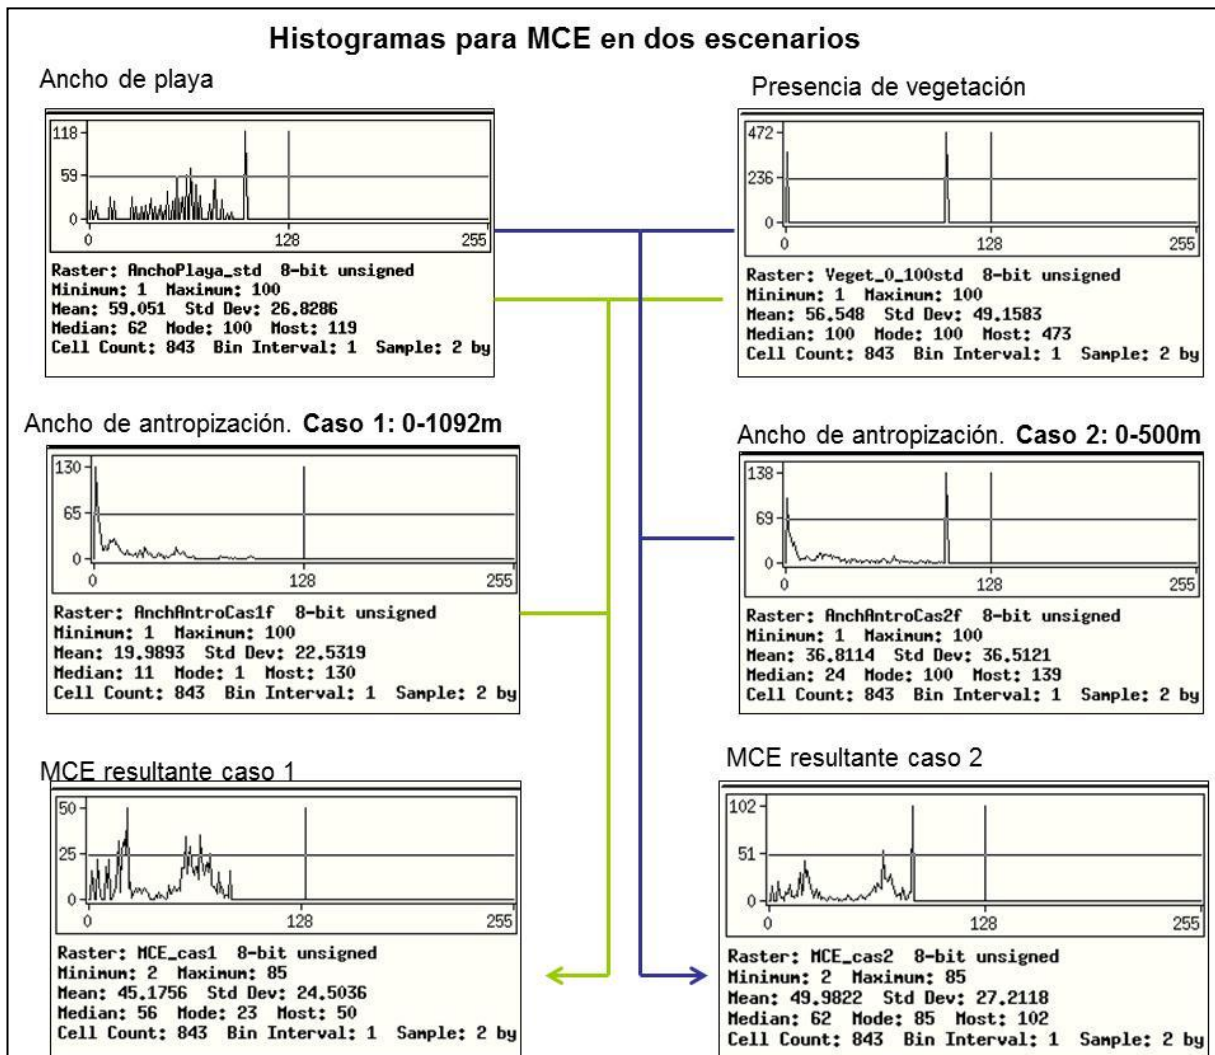 Histogramas para MCE en dos escenarios
Ancho de playa
118
59
0
0
128
255
Raster: AnchoPlaya_std 8-bit unsigned
Minimum: 1 Maximum: 100
Mean: 59.051 Std Dev: 26.8286
Median: 62 Mode: 100 Most: 119
Cell Count: 843 Bin Interval: 1 Sample: 2 by
Presencia de vegetación
472
236
0
0
128
255
Raster: Veget_0_100std 8-bit unsigned
Minimum: 1 Maximum: 100
Mean: 56.548 Std Dev: 49.1583
Median: 100 Mode: 100 Most: 473
Cell Count: 843 Bin Interval: 1 Sample: 2 by
Ancho de antropización. Caso 1: 0-1092m
130
65
0
0
128
255
Raster: AnchAntroCas1f 8-bit unsigned
Minimum: 1 Maximum: 100
Mean: 19.9893 Std Dev: 22.5319
Median: 11 Mode: 1 Most: 130
Cell Count: 843 Bin Interval: 1 Sample: 2 by
Ancho de antropización. Caso 2: 0-500m
138
69
0
0
128
255
Raster: AnchAntroCas2f 8-bit unsigned
Minimum: 1 Maximum: 100
Mean: 36.8114 Std Dev: 36.5121
Median: 24 Mode: 100 Most: 139
Cell Count: 843 Bin Interval: 1 Sample: 2 by
MCE resultante caso 1
50
25
0
0
128
255
Raster: MCE_cas1 8-bit unsigned
Minimum: 2 Maximum: 85
Mean: 45.1756 Std Dev: 24.5036
Median: 56 Mode: 23 Most: 50
Cell Count: 843 Bin Interval: 1 Sample: 2 by
MCE resultante caso 2
102
51
0
0
128
255
Raster: MCE_cas2 8-bit unsigned
Minimum: 2 Maximum: 85
Mean: 49.9822 Std Dev: 27.2118
Median: 62 Mode: 85 Most: 102
Cell Count: 843 Bin Interval: 1 Sample: 2 by